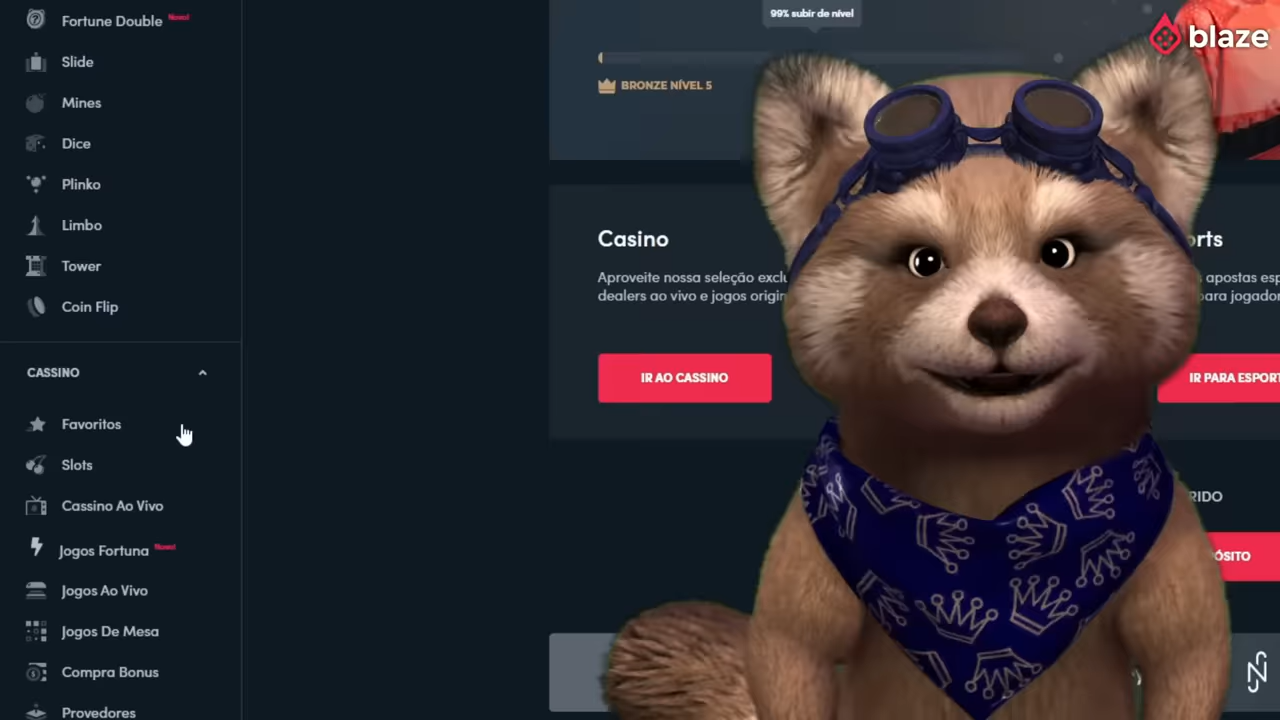 Fortune Double Novo!
Slide
Mines
Dice
Plinko
Limbo
Tower
Coin Flip
CASSINO
Favoritos
Slots
Cassino Ao Vivo
Jogos Fortuna Novo!
Jogos Ao Vivo
Jogos De Mesa
Compra Bonus
Provedores
99% subir de nível
BRONZE NÍVEL 5
blaze
Casino
Aproveite nossa seleção exclu
dealers ao vivo e jogos origin
IR AO CASSINO
orts
apostas esp
para jogador
IR PARA ESPORT
RIDO
ÓSITO